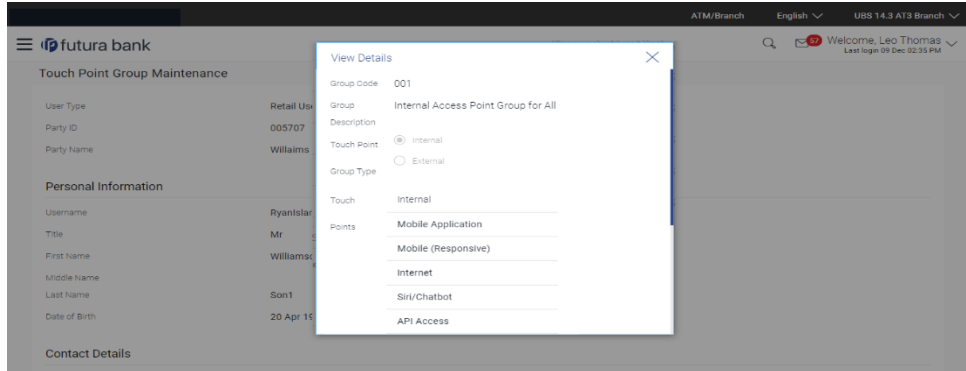 ATM/Branch English UBS 14.3 AT3 Branch
futura bank
57 Welcome, Leo Thomas
Last login 09 Dec 02:35 PM
Touch Point Group Maintenance
User Type Retail
Party ID 005707
Party Name Willaims
Personal Information
Username RyanIslar
Title Mr
First Name Williamso
Middle Name
Last Name Son1
Date of Birth 20 Apr 19
Contact Details
View Details
Group Code 001
Group Description Internal Access Point Group for All
Touch Point Group Type Internal
External
Touch Points Internal
Mobile Application
Mobile (Responsive)
Internet
Siri/Chatbot
API Access